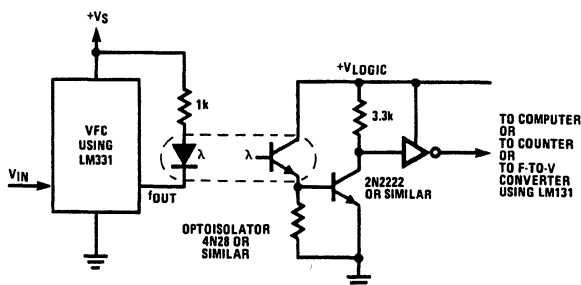 +VS
+VLOGIC
1k
3.3k
VFC
USING
LM331
λ
λ
TO COMPUTER
OR
TO COUNTER
OR
TO F-TO-V
CONVERTER
USING LM131
VIN
fOUT
2N2222
OR SIMILAR
OPTOISOLATOR
4N28 OR
SIMILAR